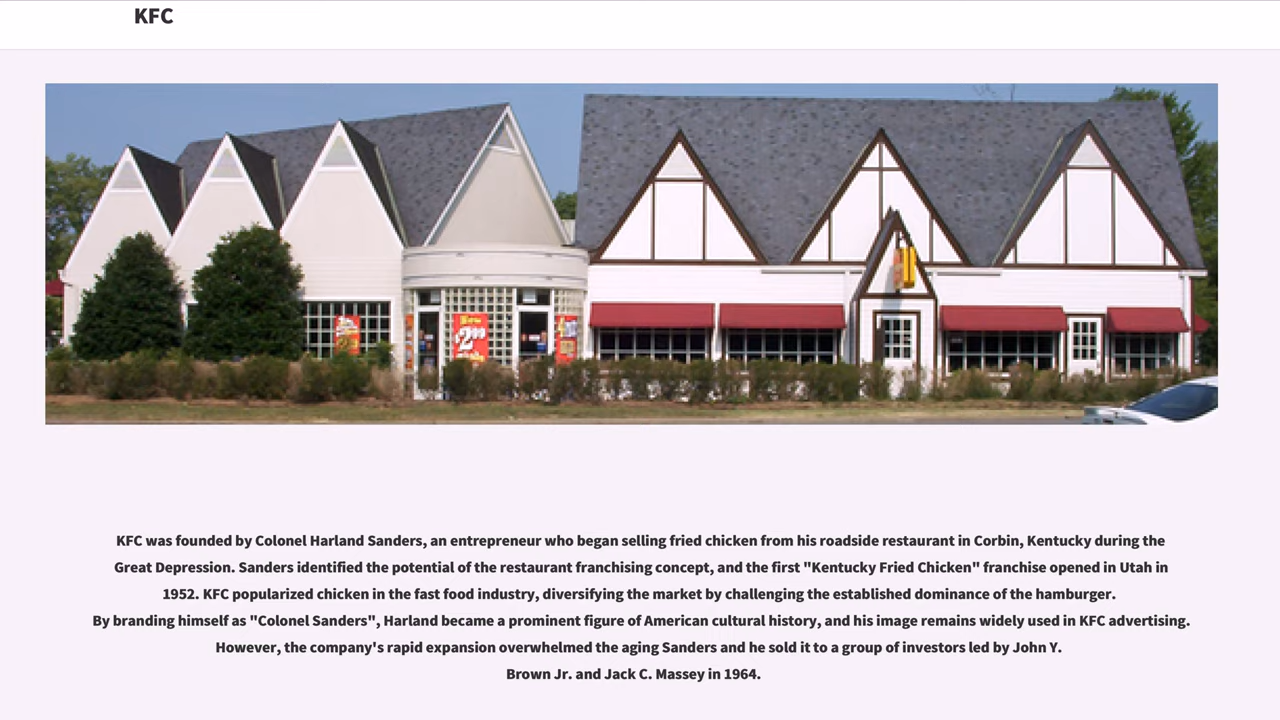 KFC
New
$2.99
KFC was founded by Colonel Harland Sanders, an entrepreneur who began selling fried chicken from his roadside restaurant in Corbin, Kentucky during the
Great Depression. Sanders identified the potential of the restaurant franchising concept, and the first "Kentucky Fried Chicken" franchise opened in Utah in
1952. KFC popularized chicken in the fast food industry, diversifying the market by challenging the established dominance of the hamburger.
By branding himself as "Colonel Sanders", Harland became a prominent figure of American cultural history, and his image remains widely used in KFC advertising.
However, the company's rapid expansion overwhelmed the aging Sanders and he sold it to a group of investors led by John Y.
Brown Jr. and Jack C. Massey in 1964.